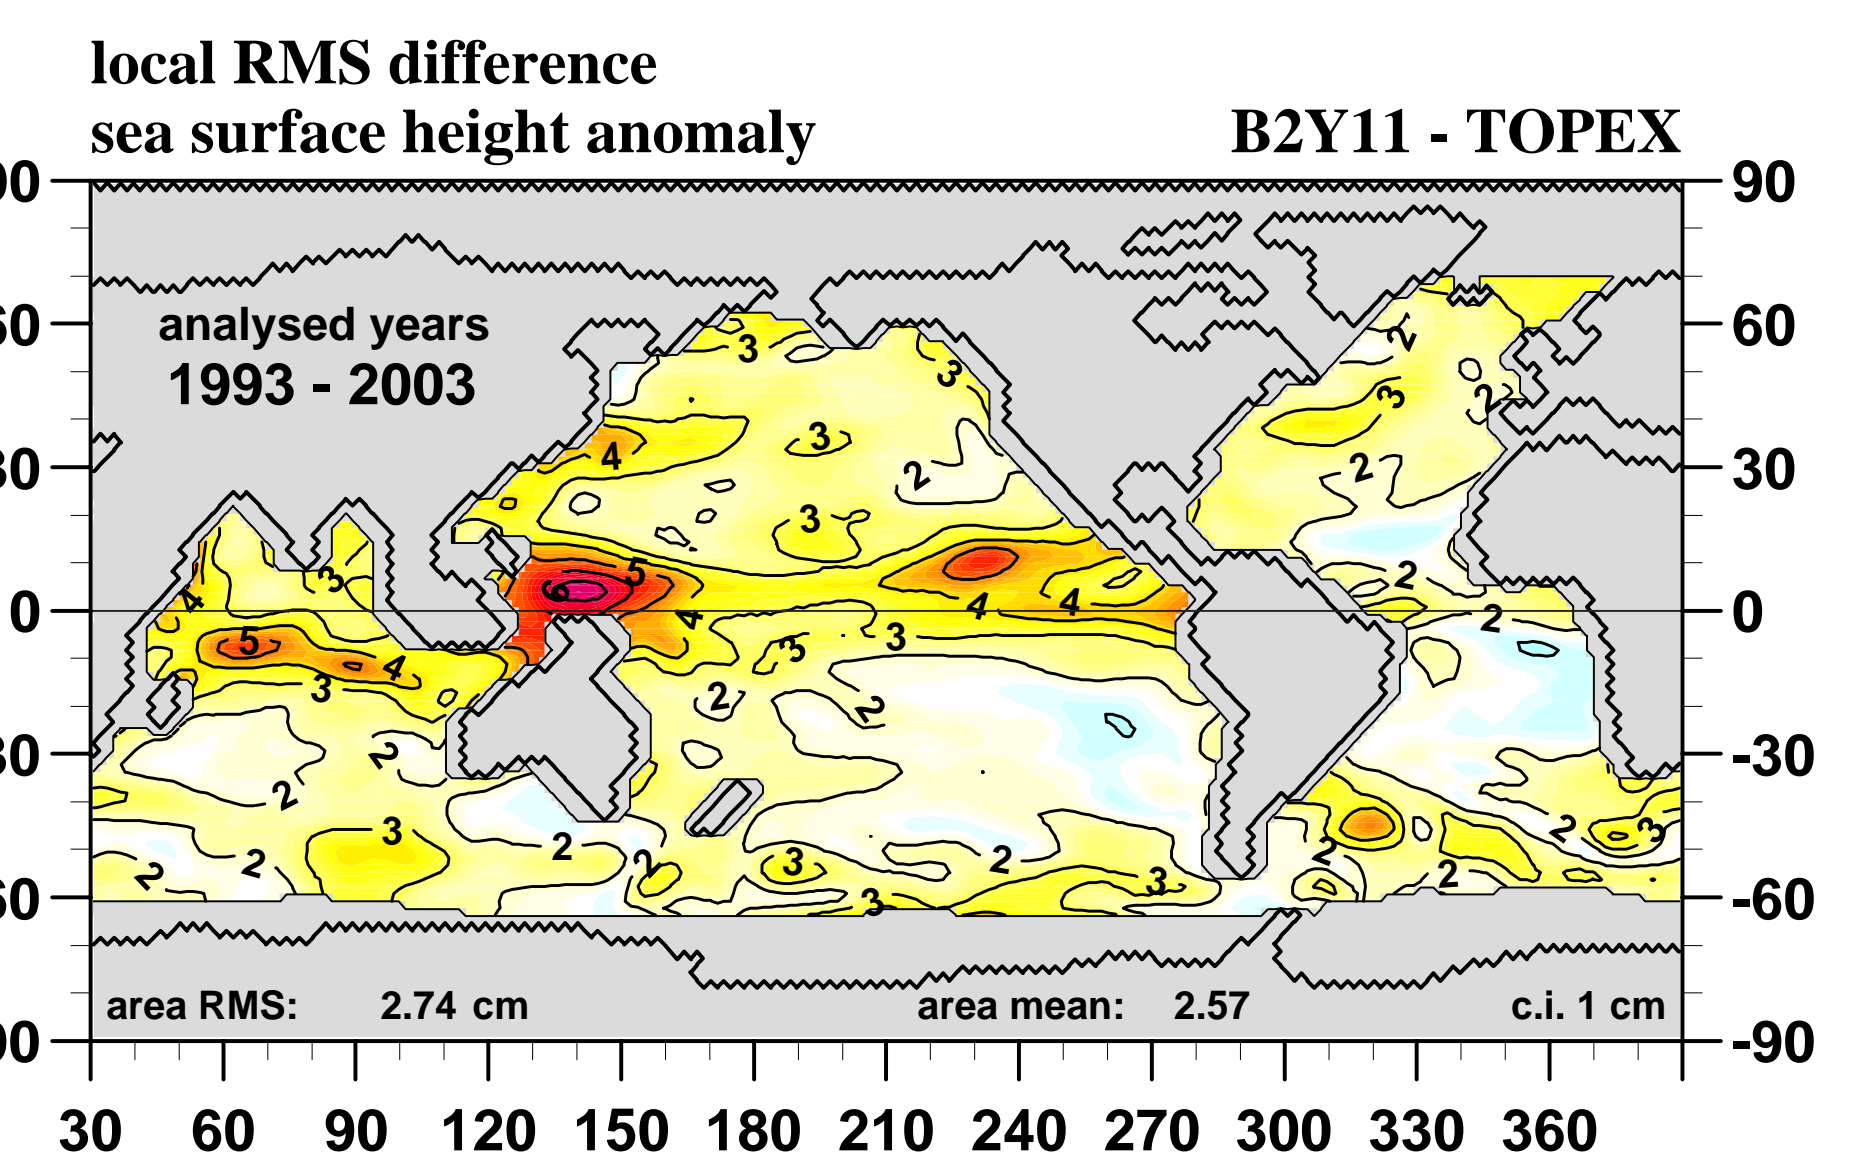 local RMS difference
sea surface height anomaly B2Y11 - TOPEX
90
analysed years
60
1993 - 2003
30
0
-30
-60
area RMS: 2.74 cm area mean: 2.57 c.i. 1 cm
-90
30 60 90 120 150 180 210 240 270 300 330 360